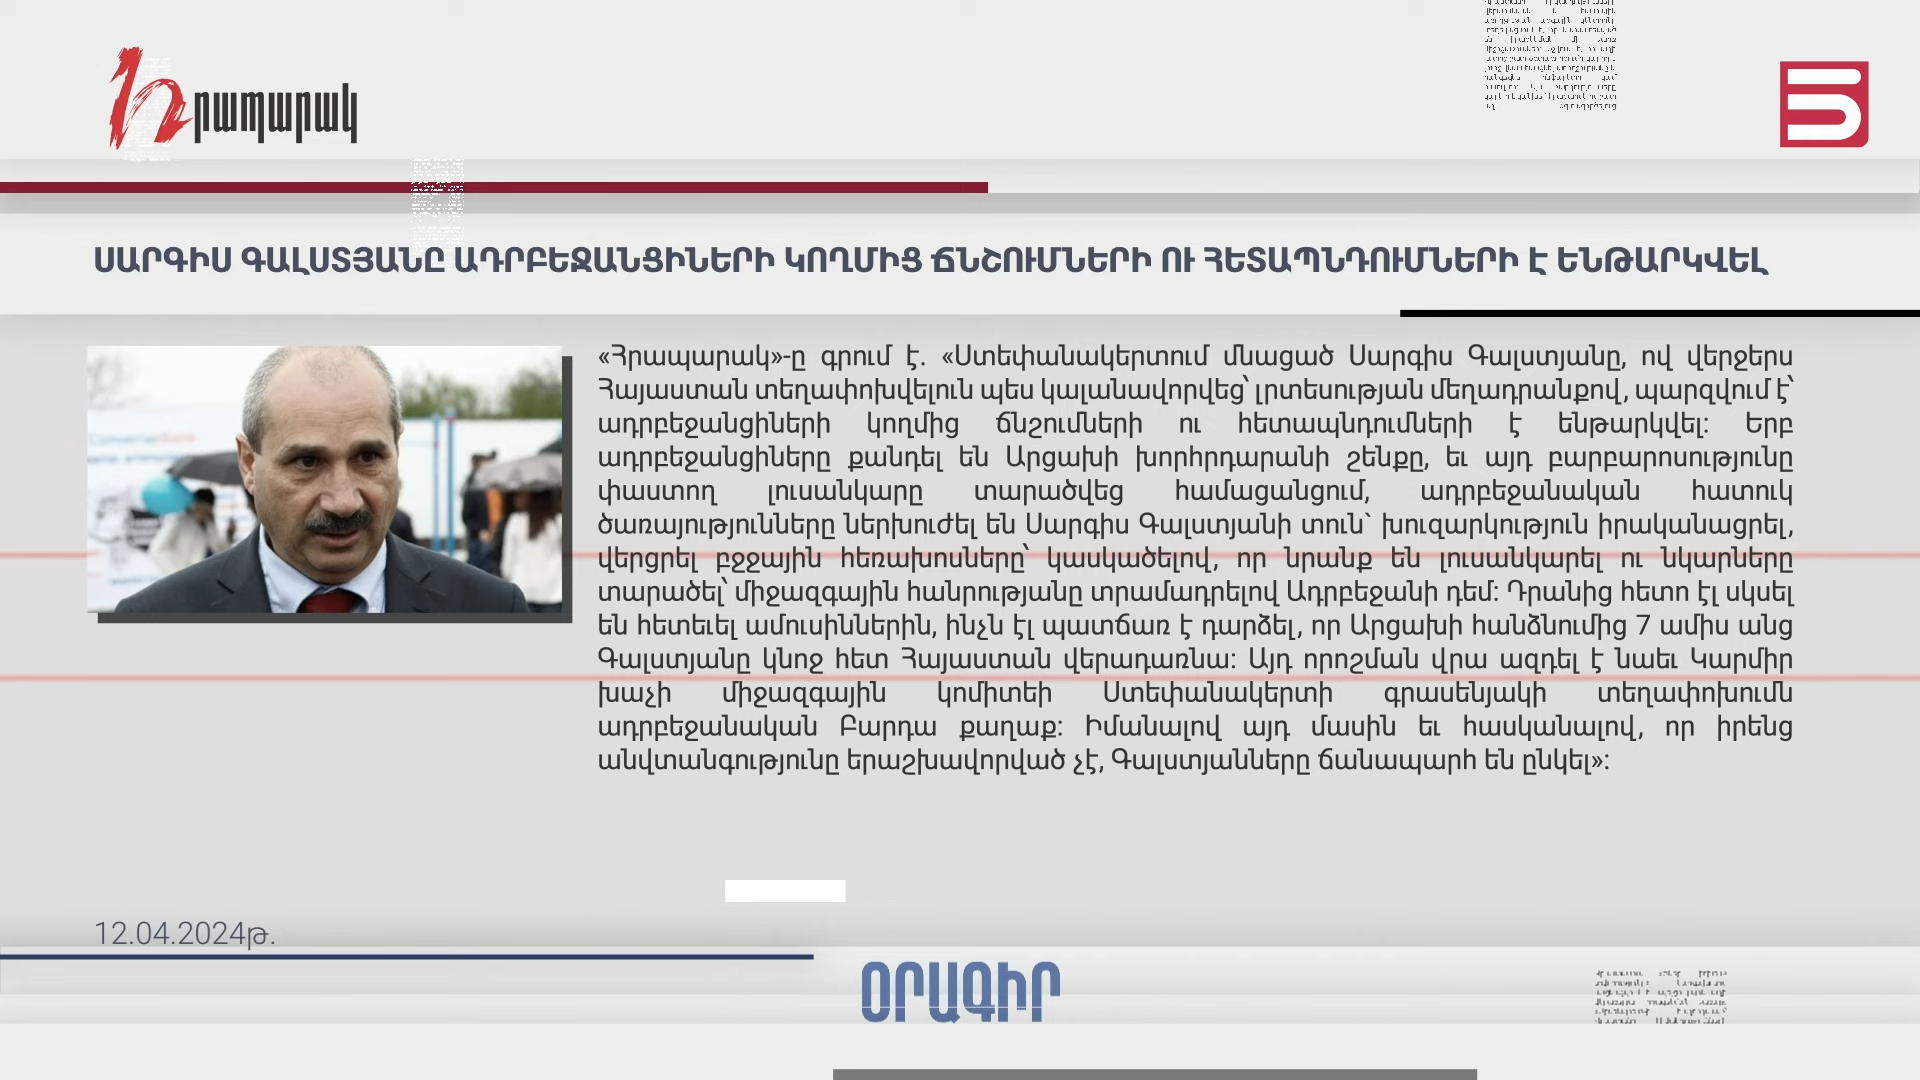 Հրապարակ
5
ՍԱՐԳԻՍ ԳԱԼՍՏՅԱՆԸ ԱԴՐԲԵՋԱՆՑԻՆԵՐԻ ԿՈՂՄԻՑ ՃՆՇՈՒՄՆԵՐԻ ՈՒ ՀԵՏԱՊՆԴՈՒՄՆԵՐԻ Է ԵՆԹԱՐԿՎԵԼ
«Հրապարակ»-ը գրում է. «Ստեփանակերտում մնացած Սարգիս Գալստյանը, ով վերջերս
Հայաստան տեղափոխվելուն պես կալանավորվեց՝ լրտեսության մեղադրանքով, պարզվում է՝
ադրբեջանցիների կողմից ճնշումների ու հետապնդումների է ենթարկվել: Երբ
ադրբեջանցիները քանդել են Արցախի խորհրդարանի շենքը, եւ այդ բարբարոսությունը
փաստող լուսանկարը տարածվեց համացանցում, ադրբեջանական հատուկ
ծառայությունները ներխուժել են Սարգիս Գալստյանի տուն` խուզարկություն իրականացրել,
վերցրել բջջային հեռախոսները՝ կասկածելով, որ նրանք են լուսանկարել ու նկարները
տարածել՝ միջազգային հանրությանը տրամադրելով Ադրբեջանի դեմ: Դրանից հետո էլ սկսել
են հետեւել ամուսիններին, ինչն էլ պատճառ է դարձել, որ Արցախի հանձնումից 7 ամիս անց
Գալստյանը կնոջ հետ Հայաստան վերադառնա: Այդ որոշման վրա ազդել է նաեւ Կարմիր
խաչի միջազգային կոմիտեի Ստեփանակերտի գրասենյակի տեղափոխումն
ադրբեջանական Բարդա քաղաք: Իմանալով այդ մասին եւ հասկանալով, որ իրենց
անվտանգությունը երաշխավորված չէ, Գալստյանները ճանապարհ են ընկել»:
12.04.2024թ.
ՕՐԱԳԻՐ